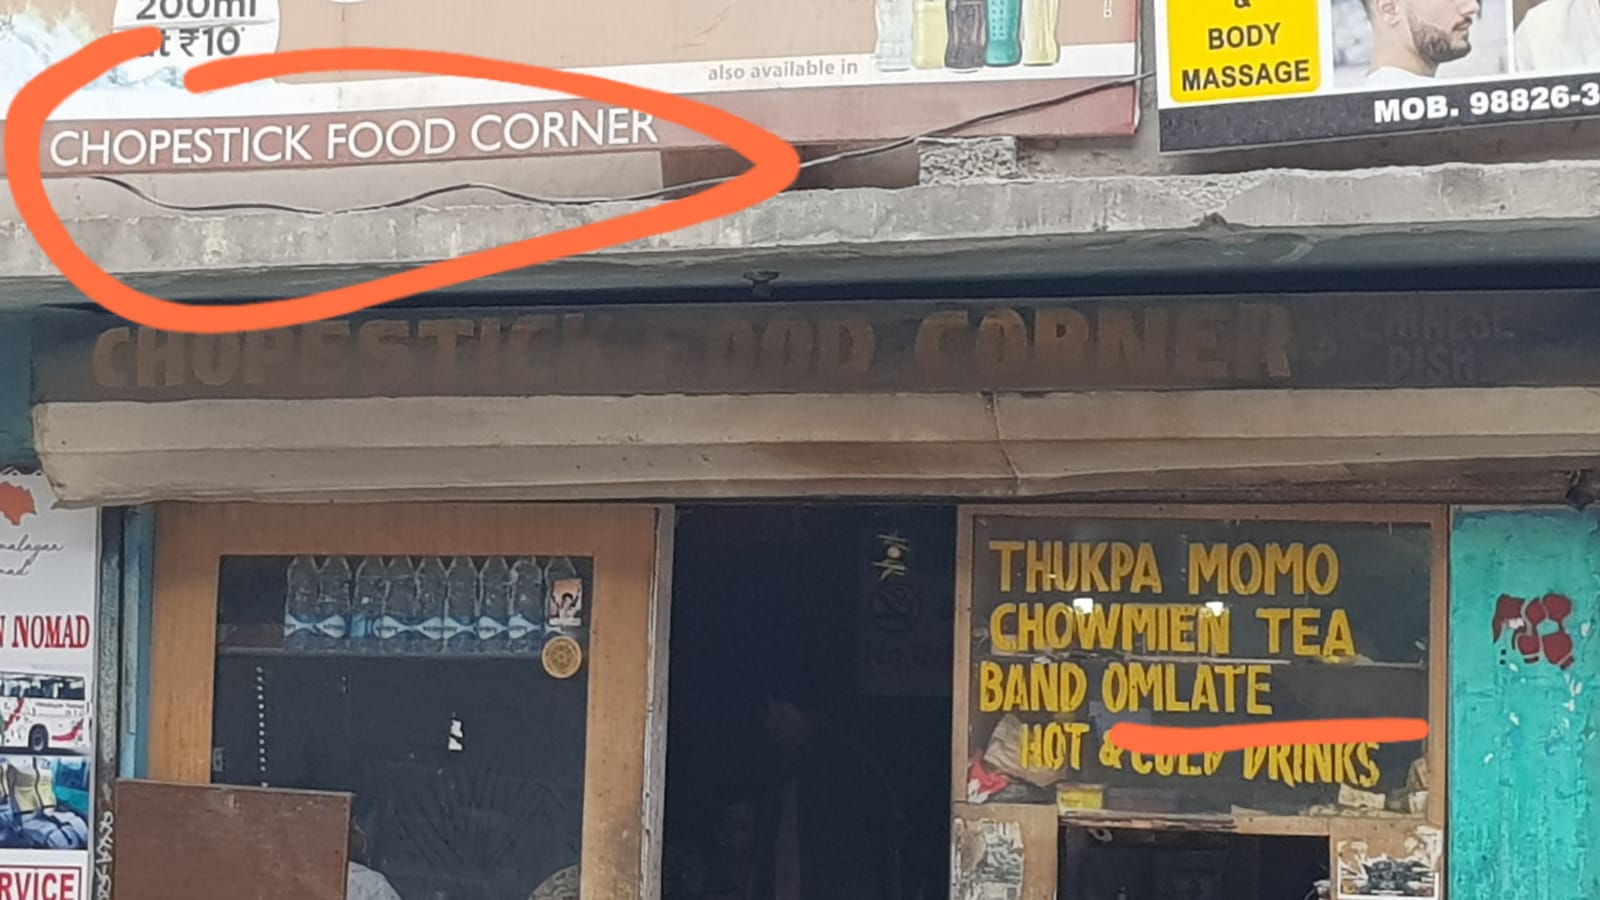 200ml
at ₹10*
also available in
CHOPESTICK FOOD CORNER
&
BODY
MASSAGE
MOB. 98826-3
CHOPESTICK FOOD CORNER
CHINESE
DISH
THUKPA MOMO
CHOWMIEN TEA
BAND OMLATE
HOT & COLD DRINKS
NOMAD
RVICE